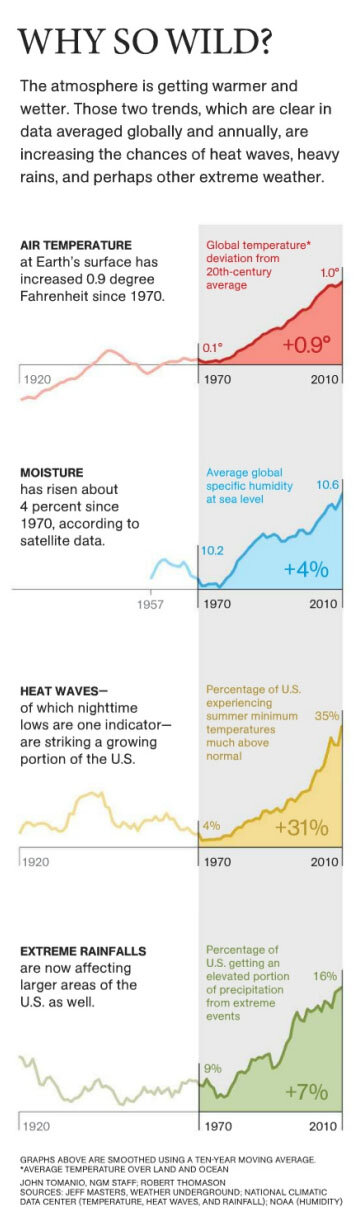 WHY SO WILD?
The atmosphere is getting warmer and
wetter. Those two trends, which are clear in
data averaged globally and annually, are
increasing the chances of heat waves, heavy
rains, and perhaps other extreme weather.
AIR TEMPERATURE
at Earth's surface has
increased 0.9 degree
Fahrenheit since 1970.
Global temperature*
deviation from
20th-century
average
1.0°
0.1°
+0.9°
1920
1970
2010
MOISTURE
has risen about
4 percent since
1970, according to
satellite data.
Average global
specific humidity
at sea level
10.6
10.2
+4%
1957
1970
2010
HEAT WAVES—
of which nighttime
lows are one indicator—
are striking a growing
portion of the U.S.
Percentage of U.S.
experiencing
summer minimum
temperatures
much above
normal
35%
4%
+31%
1920
1970
2010
EXTREME RAINFALLS
are now affecting
larger areas of the
U.S. as well.
Percentage of
U.S. getting an
elevated portion
of precipitation
from extreme
events
16%
9%
+7%
1920
1970
2010
GRAPHS ABOVE ARE SMOOTHED USING A TEN-YEAR MOVING AVERAGE.
*AVERAGE TEMPERATURE OVER LAND AND OCEAN
JOHN TOMANIO, NGM STAFF; ROBERT THOMASON
SOURCES: JEFF MASTERS, WEATHER UNDERGROUND; NATIONAL CLIMATIC
DATA CENTER (TEMPERATURE, HEAT WAVES, AND RAINFALL); NOAA (HUMIDITY)